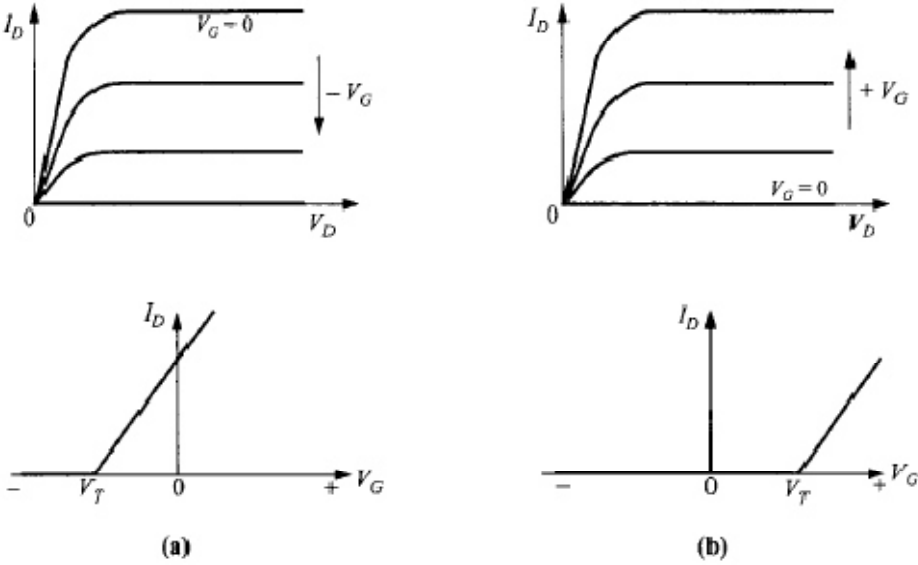 I_D
V_G = 0
– V_G
0
V_D
I_D
+ V_G
V_G = 0
0
V_D
I_D
– V_T 0 + V_G
I_D
– 0 V_T + V_G
(a)
(b)